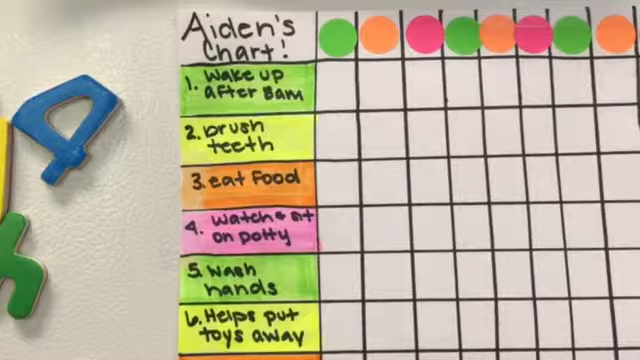 Aiden's
Chart!
1. Wake up
after 8am
2. brush
teeth
3. eat Food
4. Watch & sit
on potty
5. Wash
hands
6. Helps put
toys away
4